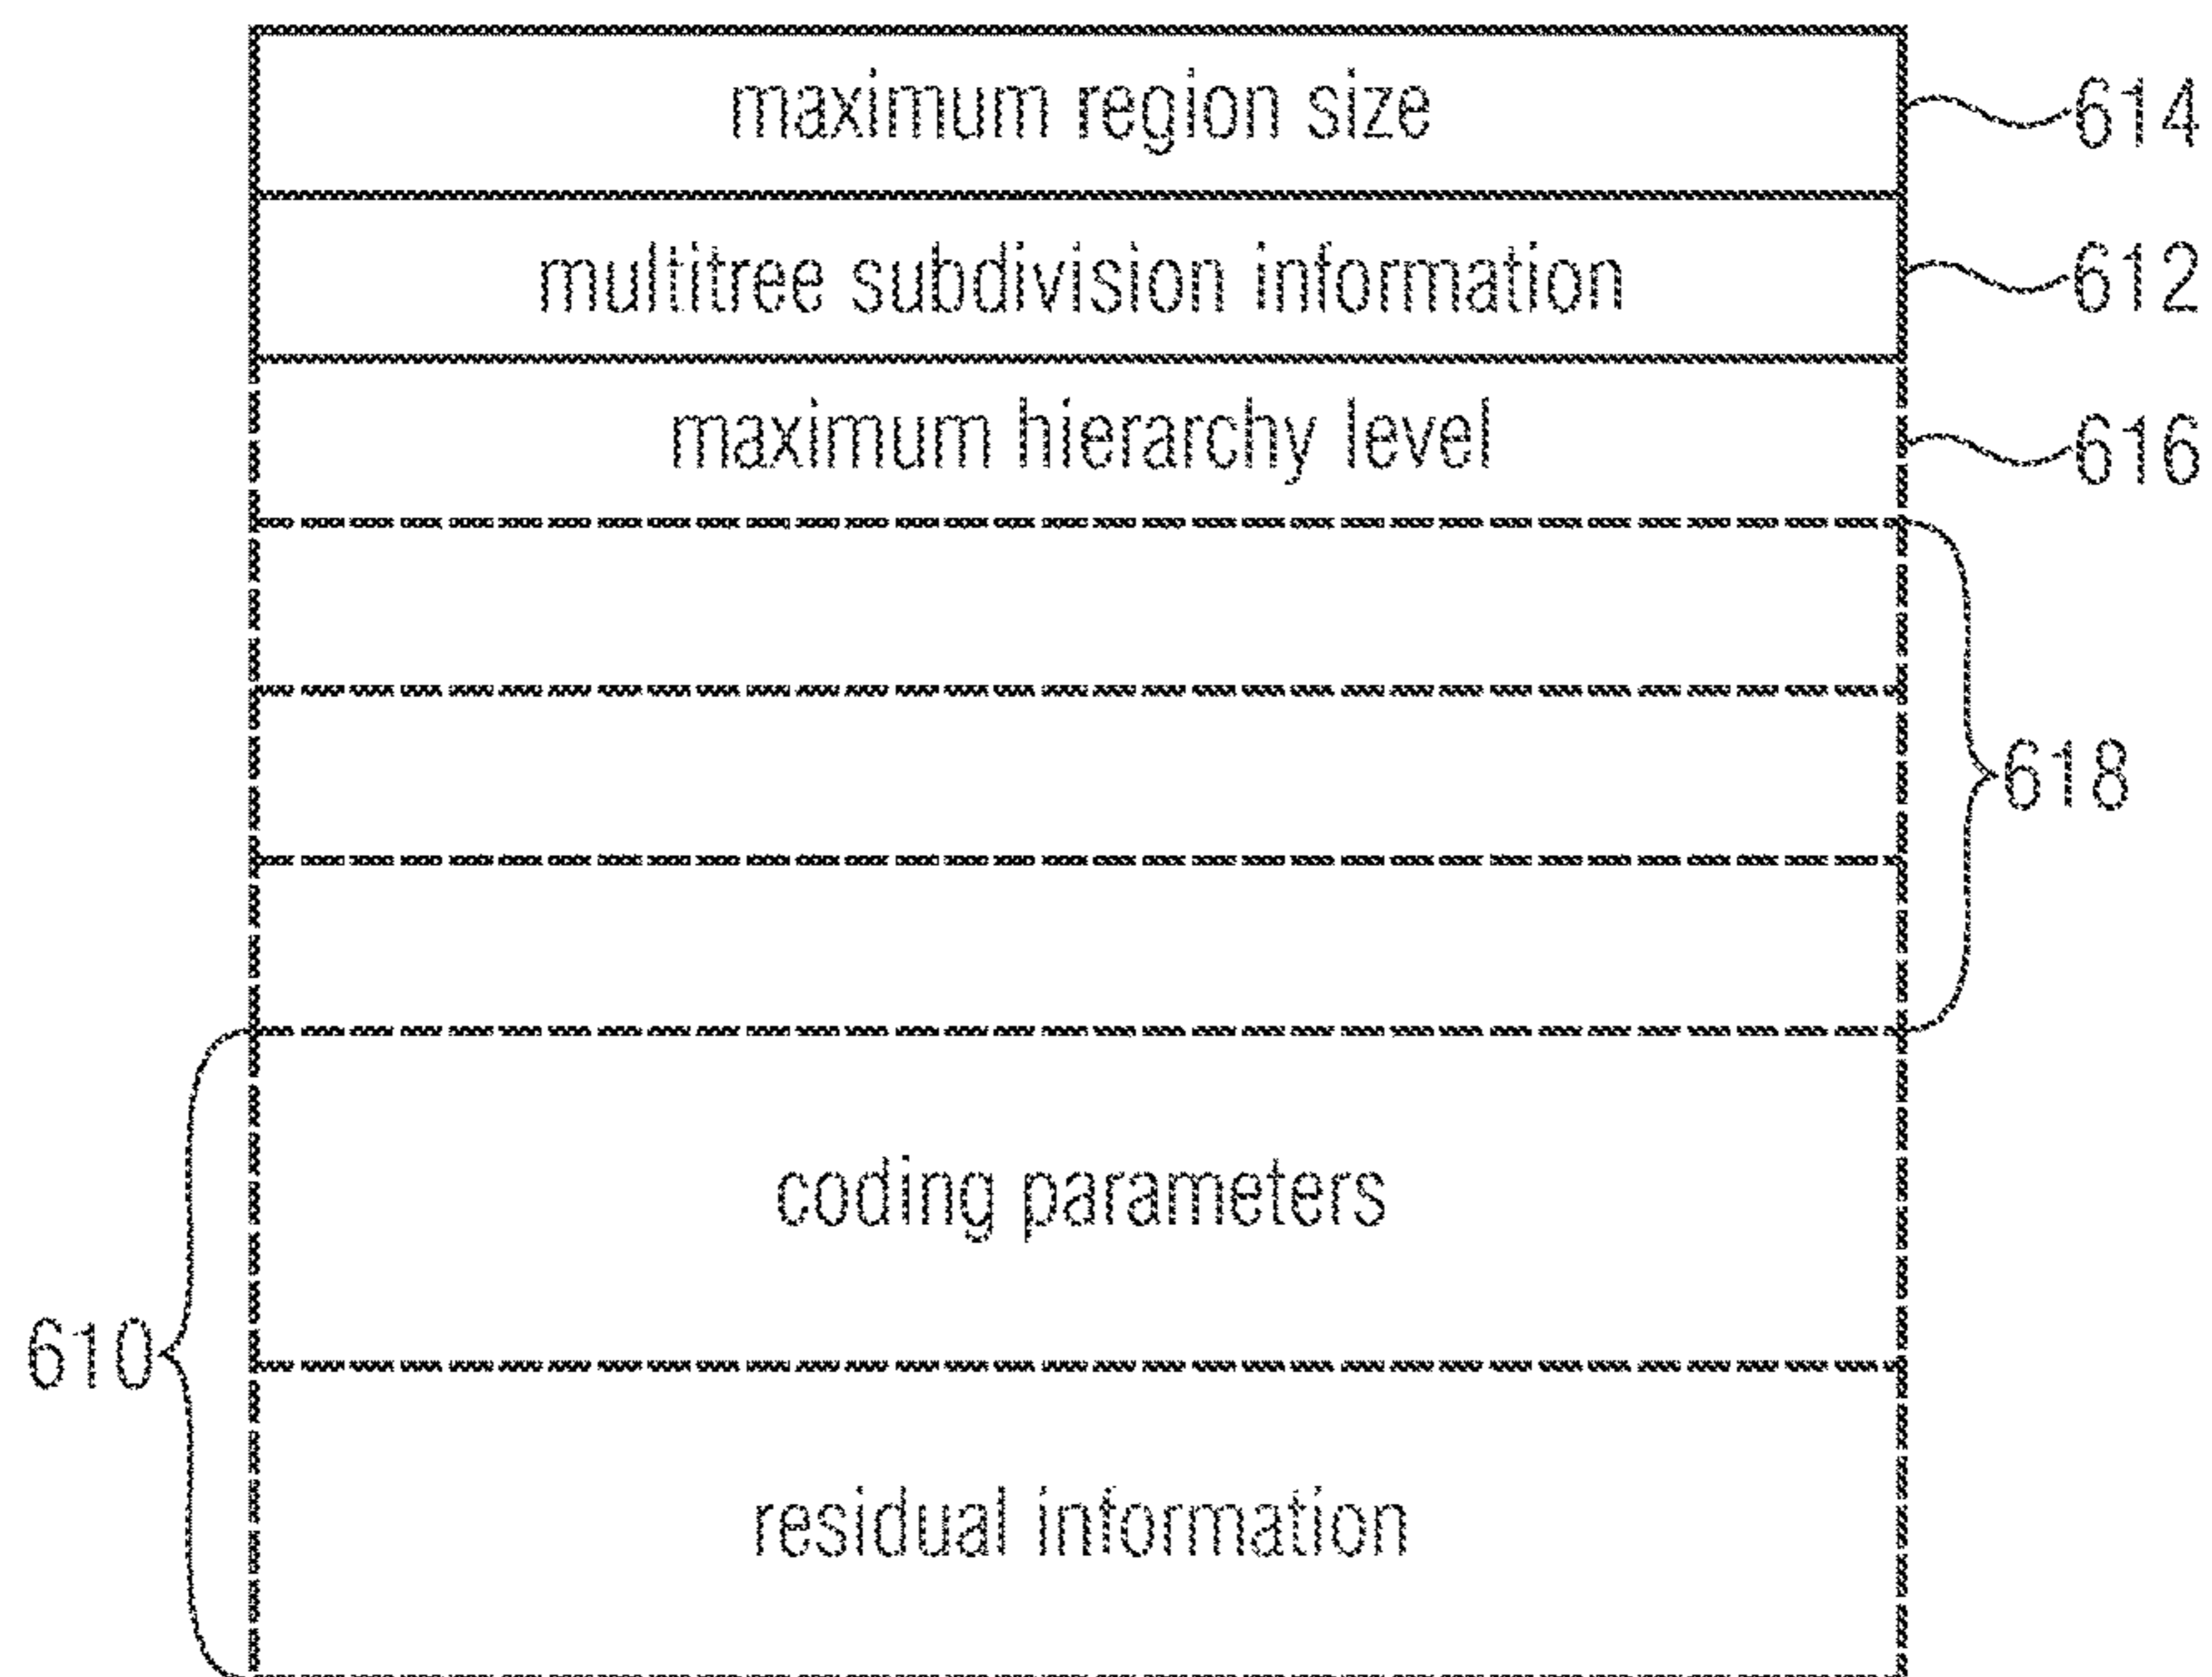 maximum region size 614
multitree subdivision information 612
maximum hierarchy level 616
618
coding parameters
610
residual information